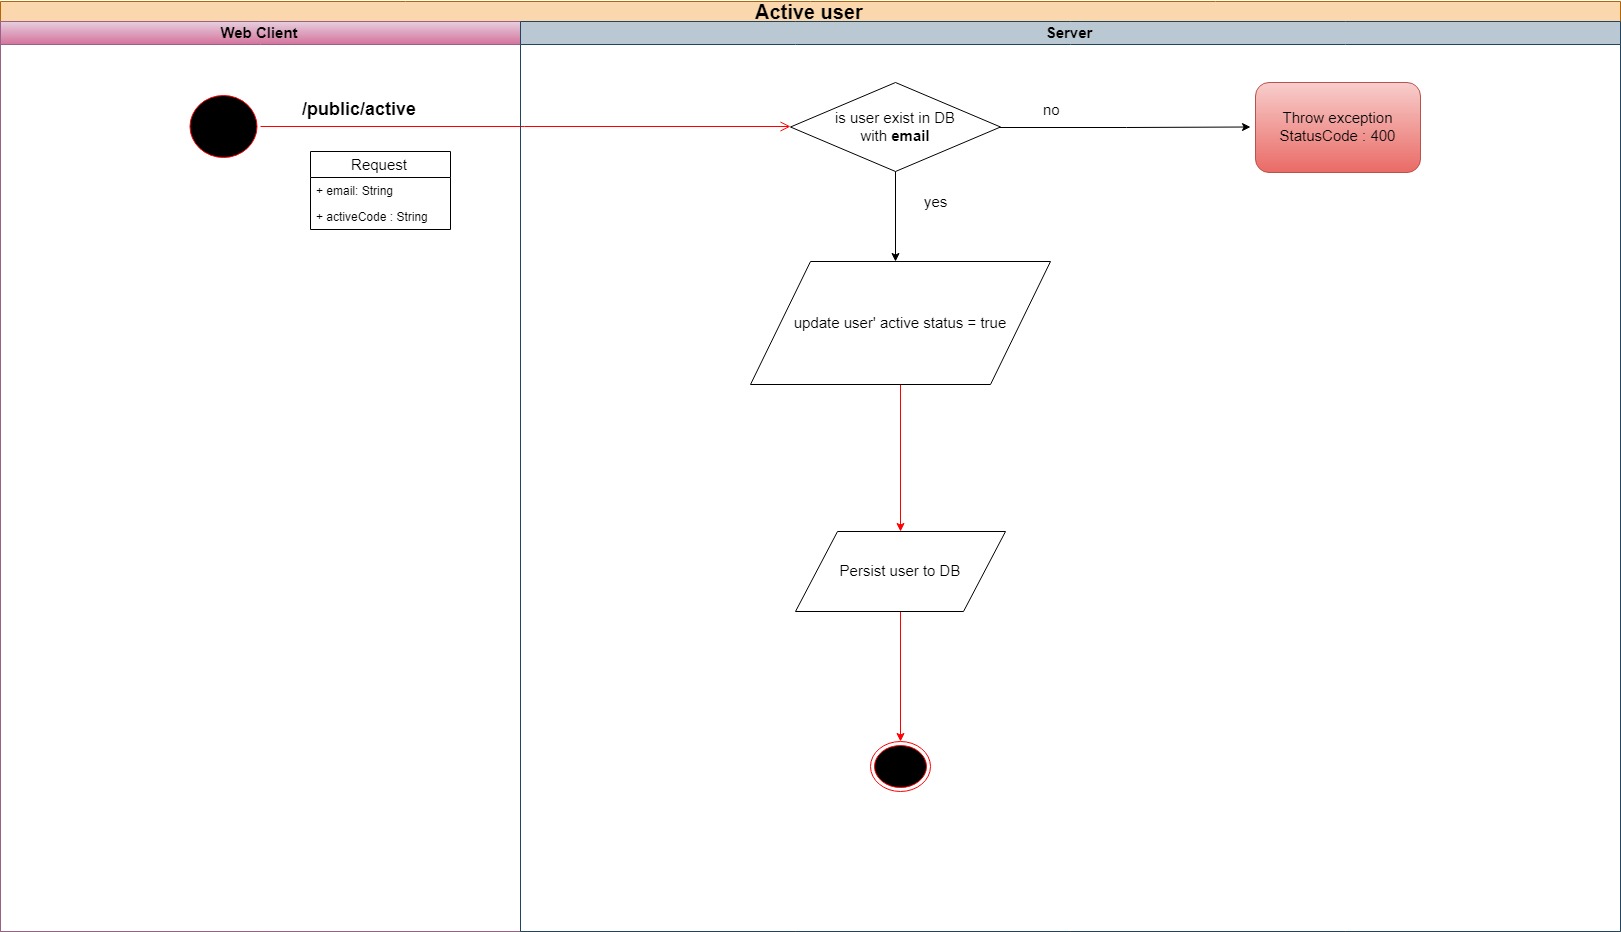 Active user
Web Client
Server
/public/active
Request
+ email: String
+ activeCode : String
is user exist in DB
with email
no
Throw exception
StatusCode : 400
yes
update user' active status = true
Persist user to DB